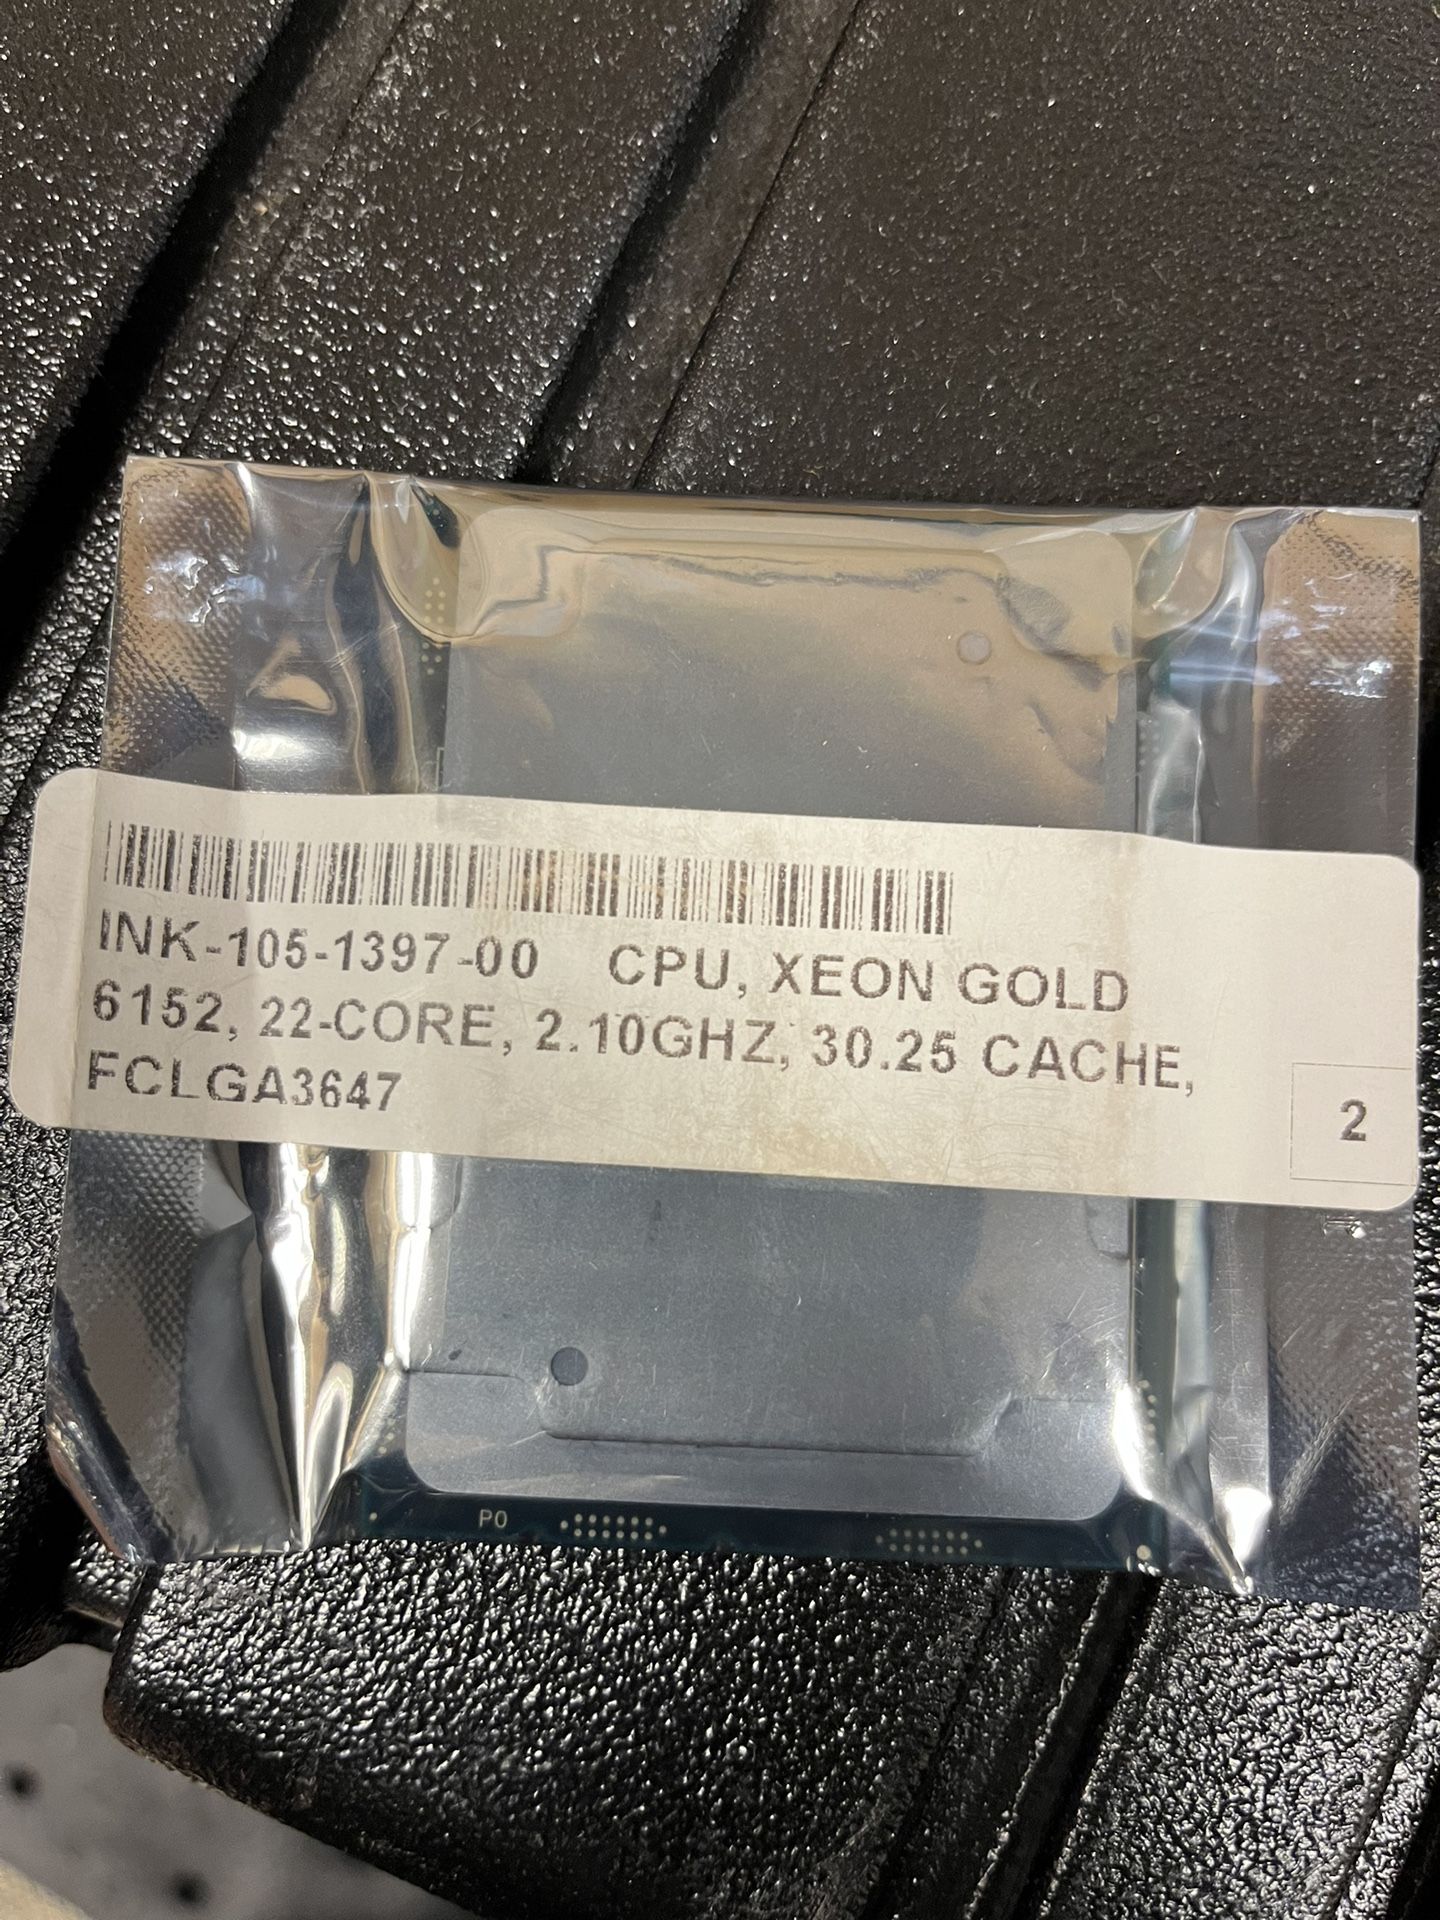 INK-105-1397-00 CPU, XEON GOLD
6152, 22-CORE, 2.10GHZ, 30.25 CACHE,
FCLGA3647
2
P0